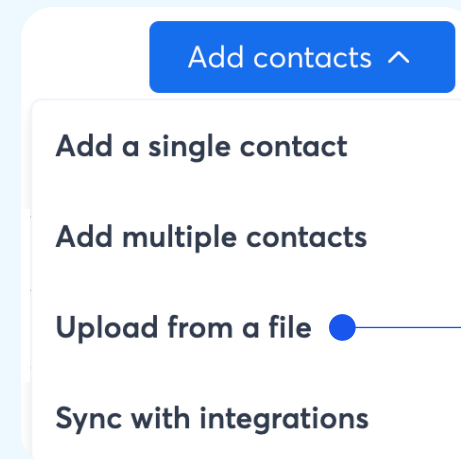 Add contacts
Add a single contact
Add multiple contacts
Upload from a file
Sync with integrations